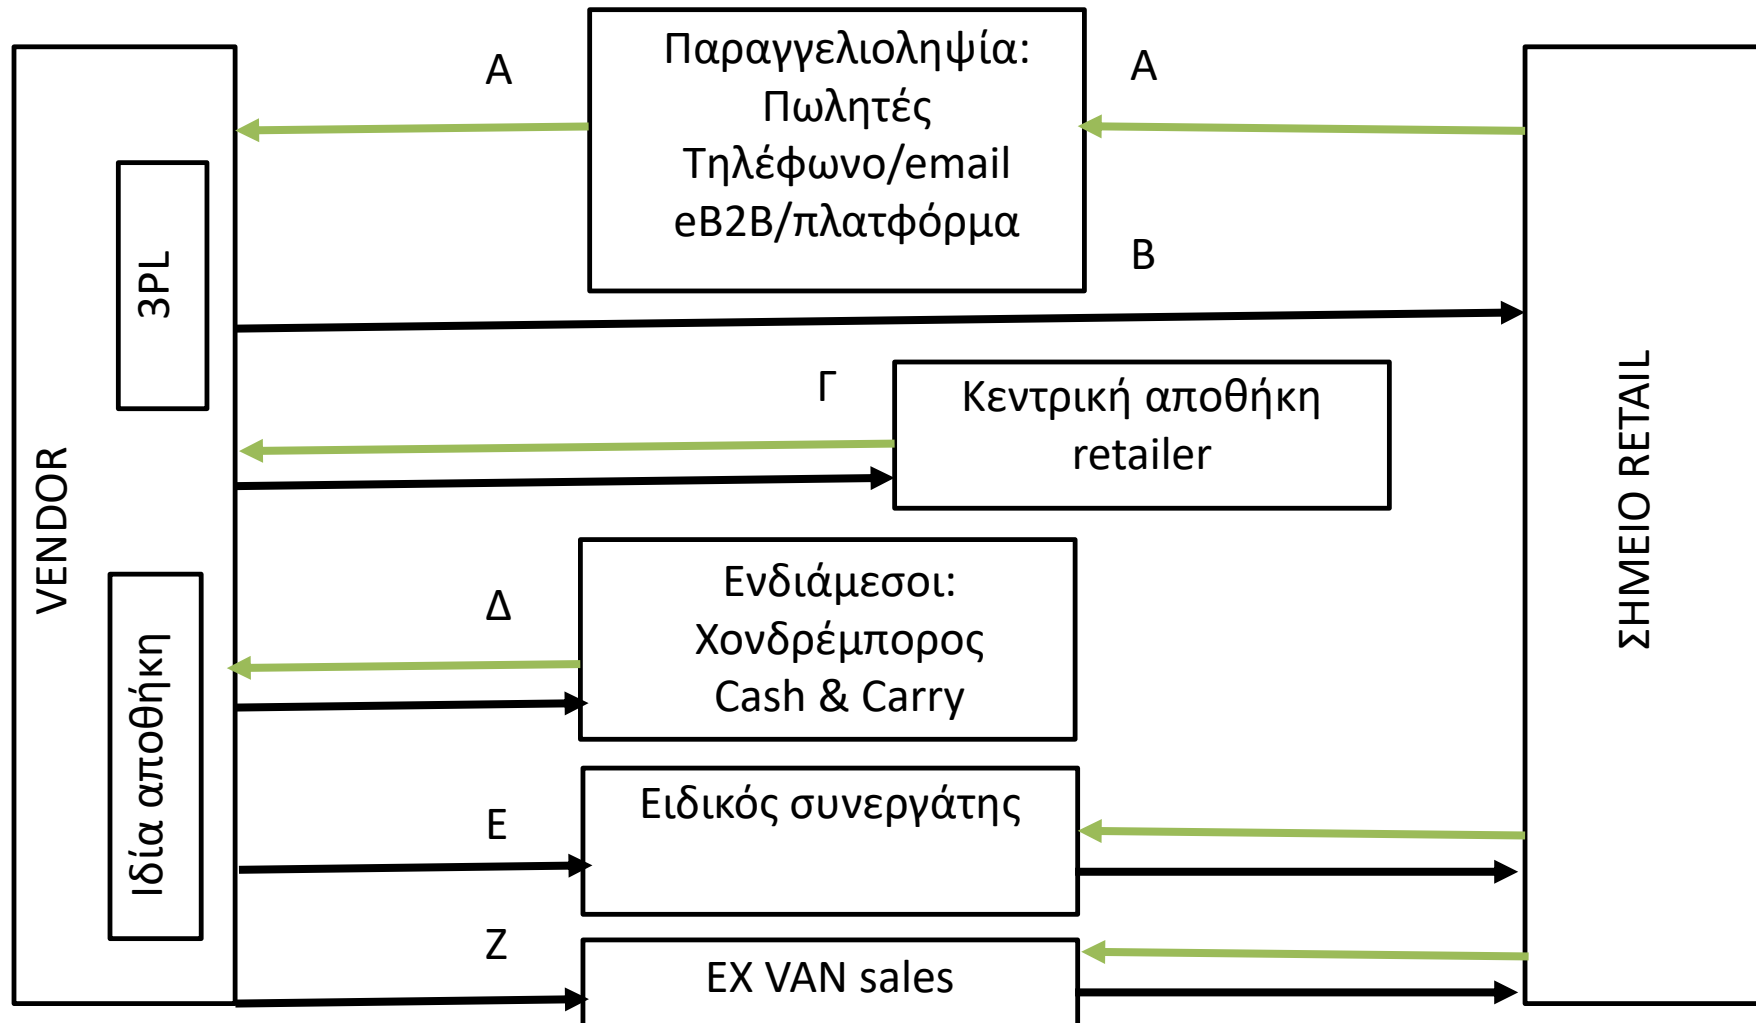 Παραγγελιοληψία:
Πωλητές
Τηλέφωνο/email
eB2B/πλατφόρμα
Α
Α
3PL
Β
VENDOR
Γ
Κεντρική αποθήκη
retailer
ΣΗΜΕΙΟ RETAIL
Ιδία αποθήκη
Δ
Ενδιάμεσοι:
Χονδρέμπορος
Cash & Carry
Ε
Ειδικός συνεργάτης
Ζ
EX VAN sales